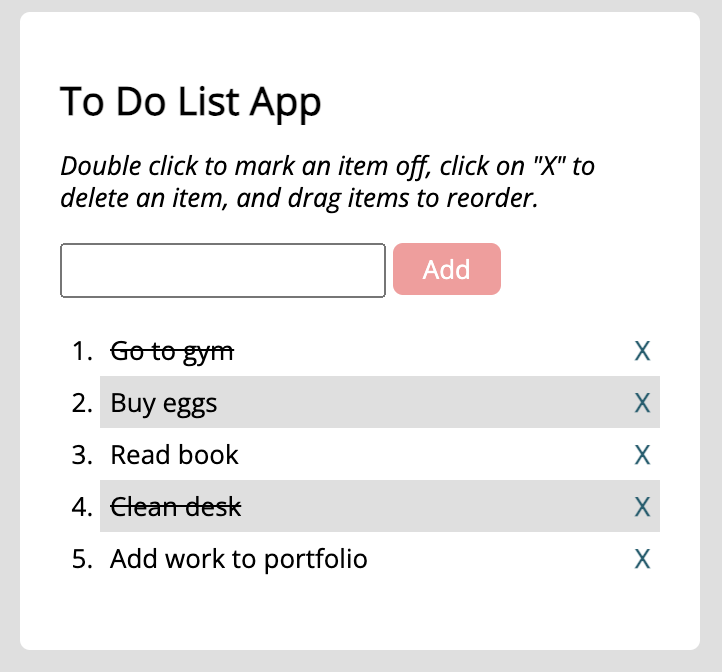 To Do List App
Double click to mark an item off, click on "X" to
delete an item, and drag items to reorder.
Add
1. Go to gym X
2. Buy eggs X
3. Read book X
4. Clean desk X
5. Add work to portfolio X